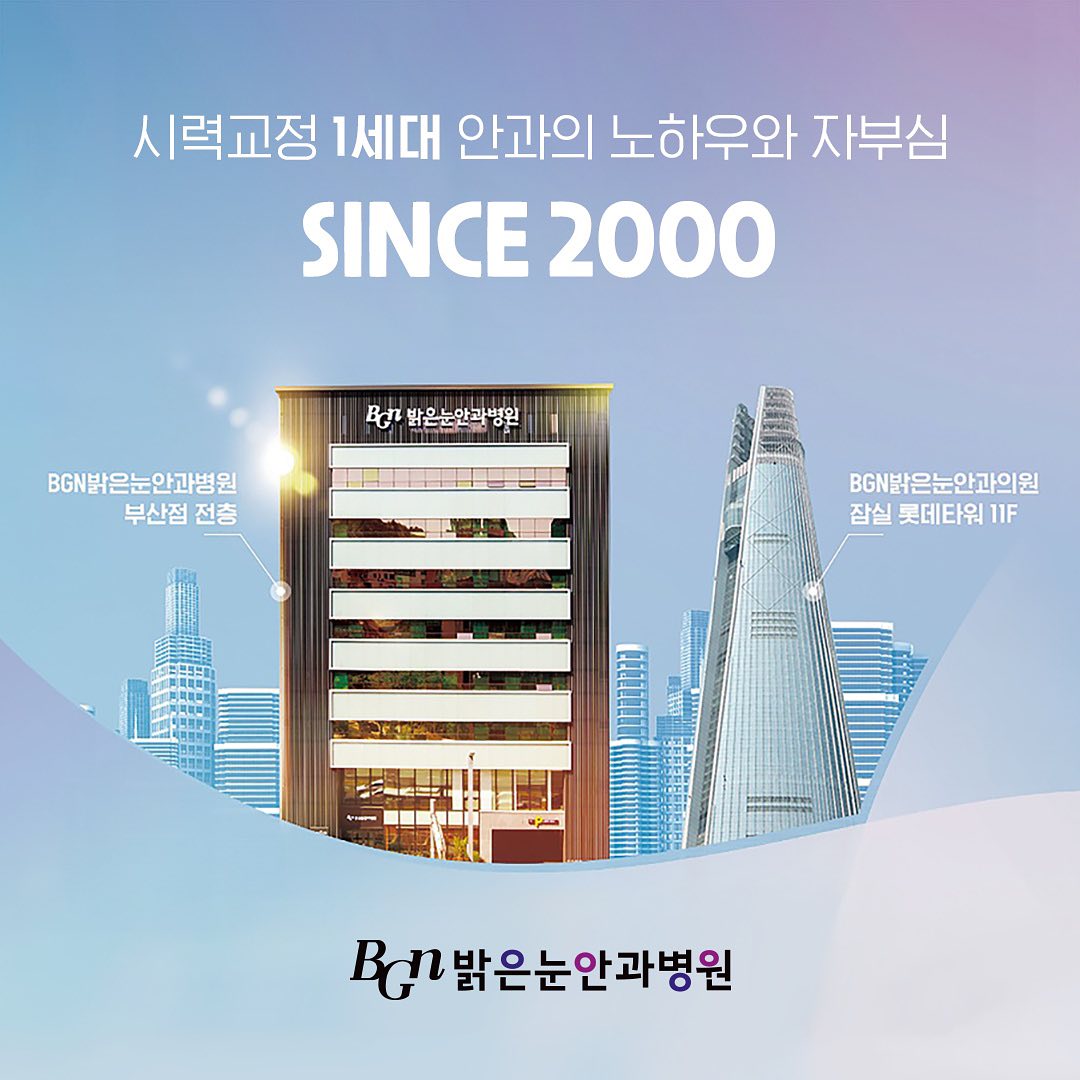 시력교정 1세대 안과의 노하우와 자부심
SINCE 2000
BGn 밝은눈안과병원
BGN밝은눈안과병원
부산점 전층
BGN밝은눈안과의원
잠실 롯데타워 11F
BGn 밝은눈안과병원